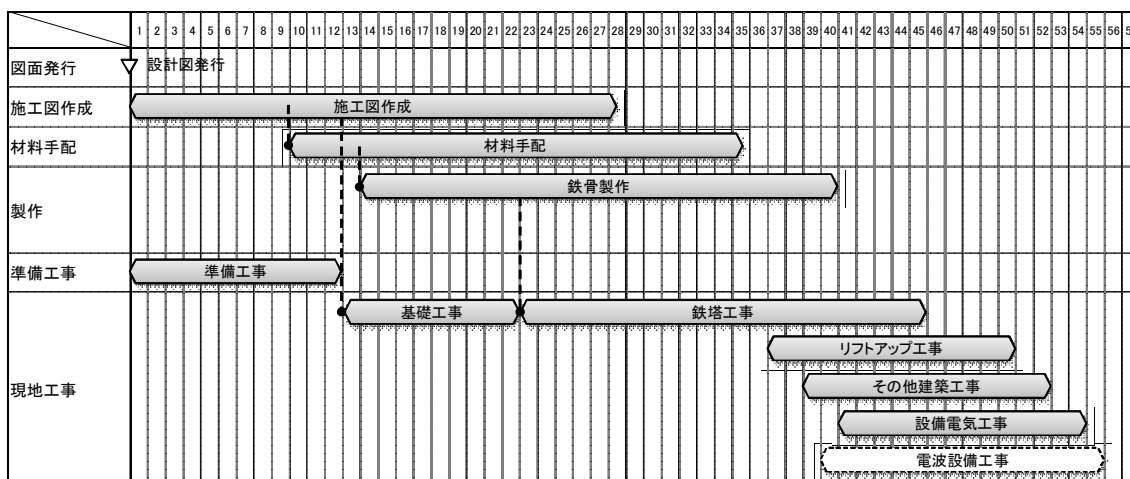 1 2 3 4 5 6 7 8 9 10 11 12 13 14 15 16 17 18 19 20 21 22 23 24 25 26 27 28 29 30 31 32 33 34 35 36 37 38 39 40 41 42 43 44 45 46 47 48 49 50 51 52 53 54 55 56
図面発行 設計図発行
施工図作成 施工図作成
材料手配 材料手配
鉄骨製作
製作
準備工事 準備工事
基礎工事 鉄塔工事
リフトアップ工事
現地工事 その他建築工事
設備電気工事
電波設備工事